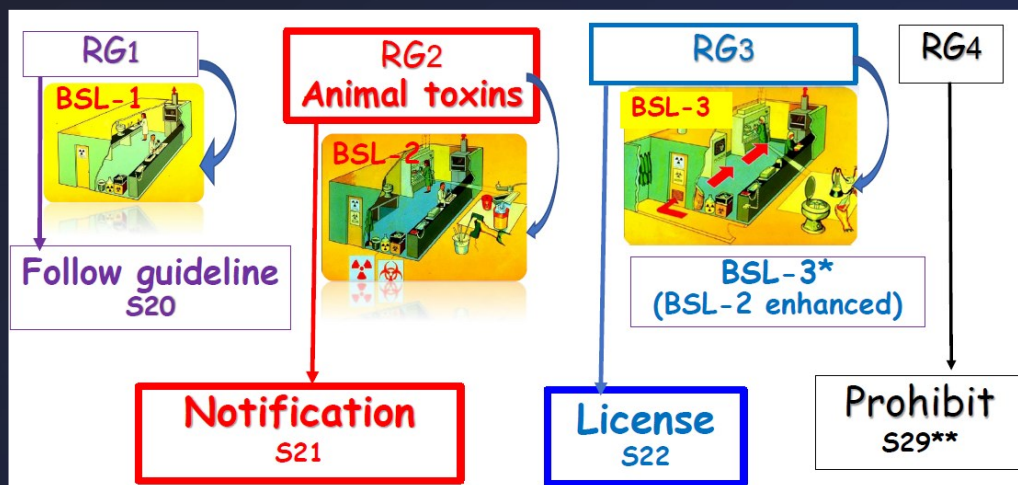 RG1
BSL-1
Follow guideline
S20
RG2
Animal toxins
BSL-2
Notification
S21
RG3
BSL-3
BSL-3*
(BSL-2 enhanced)
License
S22
RG4
Prohibit
S29**